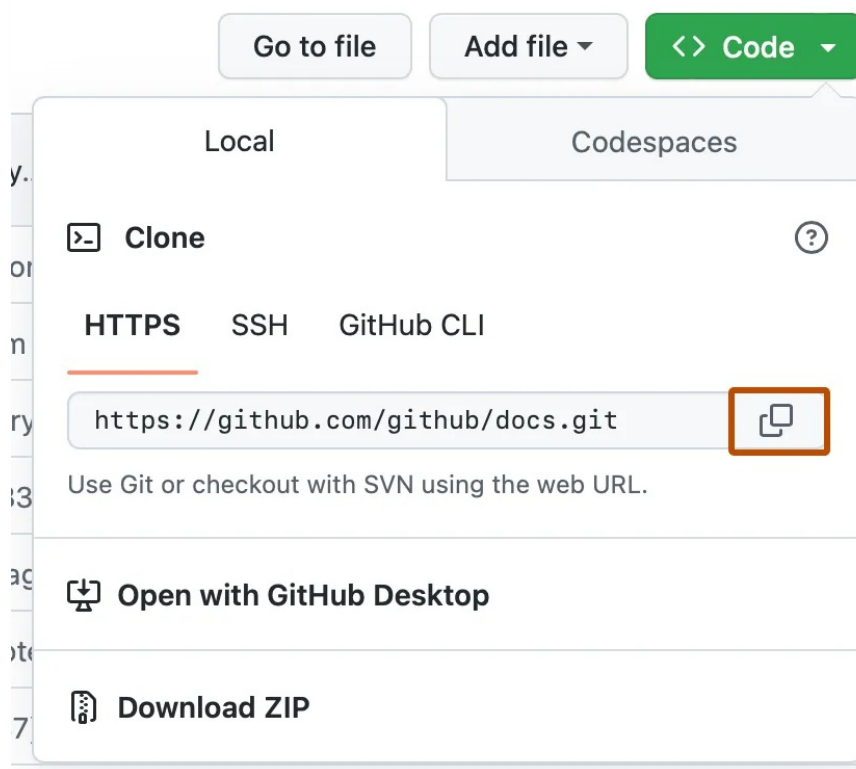 Go to file
Add file
Code
Local
Codespaces
Clone
HTTPS
SSH
GitHub CLI
https://github.com/github/docs.git
Use Git or checkout with SVN using the web URL.
Open with GitHub Desktop
Download ZIP